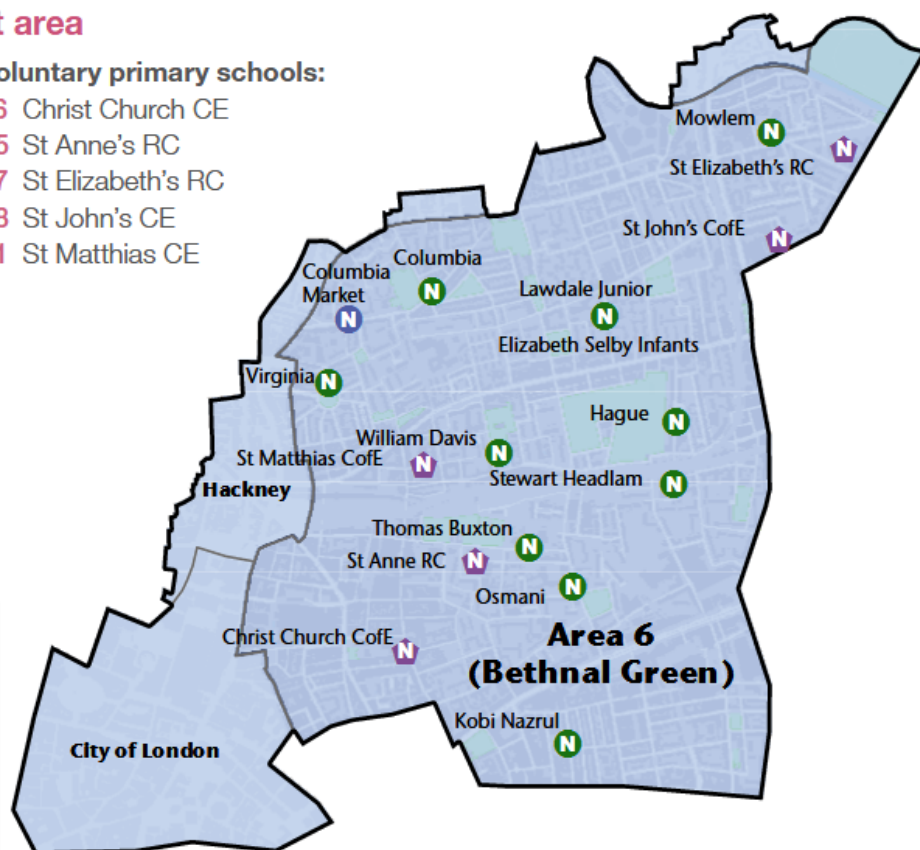 t area
oluntary primary schools:
6 Christ Church CE
5 St Anne's RC
7 St Elizabeth's RC
8 St John's CE
1 St Matthias CE
Mowlem
N
N
St Elizabeth's RC
St John's CofE
N
Columbia
Columbia
Market
N
N
Lawdale Junior
N
Elizabeth Selby Infants
Virginia N
Hague N
William Davis
N
St Matthias CofE N
Stewart Headlam N
Hackney
Thomas Buxton
N
St Anne RC N
Osmani N
Area 6
(Bethnal Green)
Christ Church CofE N
Kobi Nazrul
N
City of London